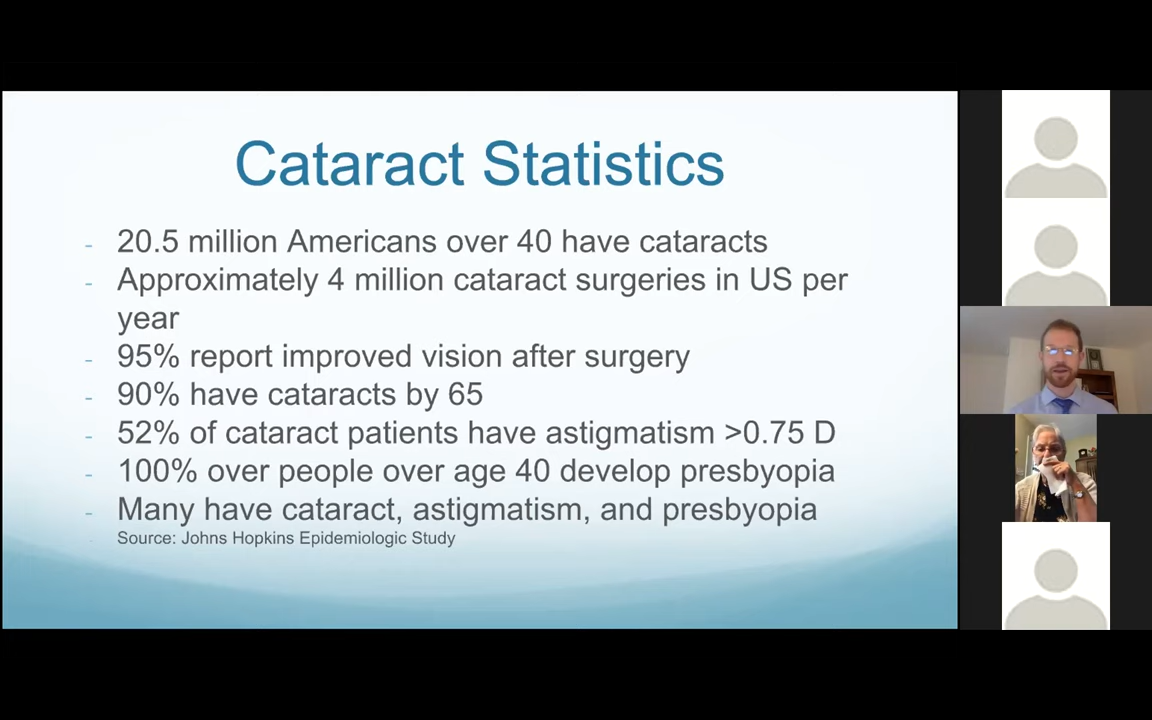 Cataract Statistics
- 20.5 million Americans over 40 have cataracts
- Approximately 4 million cataract surgeries in US per
year
- 95% report improved vision after surgery
- 90% have cataracts by 65
- 52% of cataract patients have astigmatism >0.75 D
- 100% over people over age 40 develop presbyopia
- Many have cataract, astigmatism, and presbyopia
Source: Johns Hopkins Epidemiologic Study